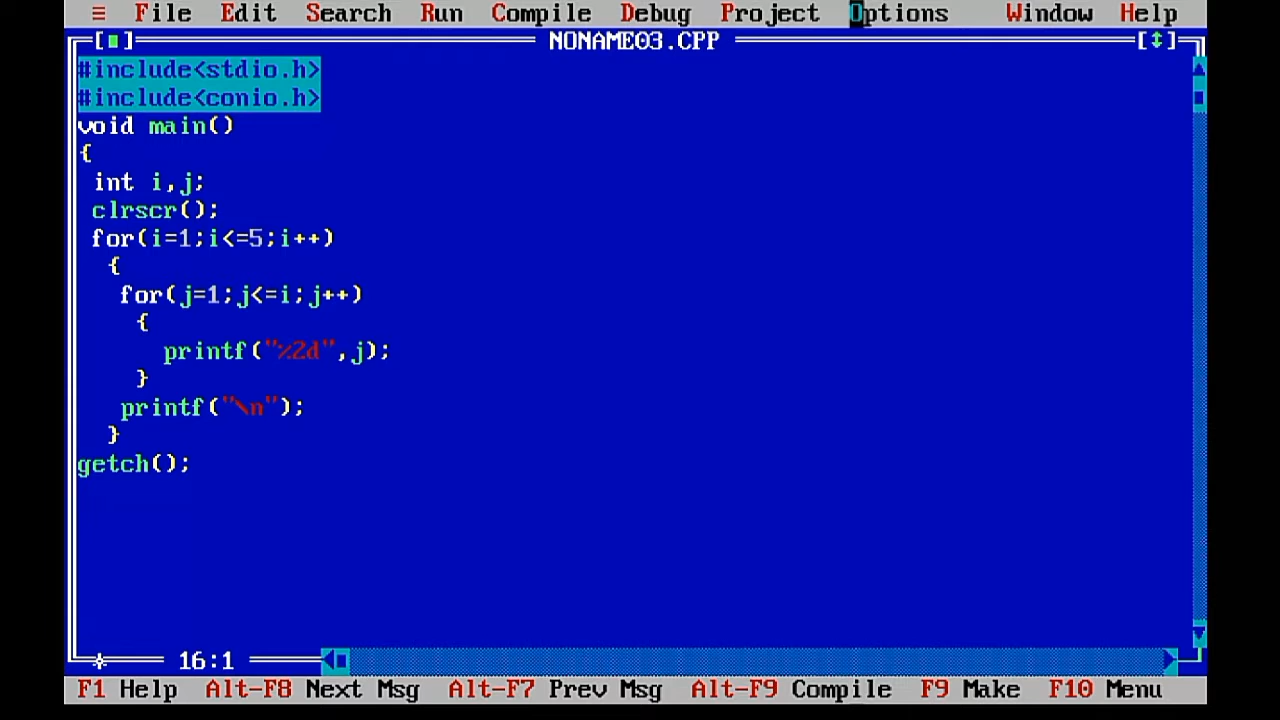 ≡ File Edit Search Run Compile Debug Project Options Window Help
[■] NONAME03.CPP [↕]
#include<stdio.h>
#include<conio.h>
void main()
{
int i,j;
clrscr();
for(i=1;i<=5;i++)
{
for(j=1;j<=i;j++)
{
printf("%2d",j);
}
printf("\n");
}
getch();
16:1
F1 Help Alt-F8 Next Msg Alt-F7 Prev Msg Alt-F9 Compile F9 Make F10 Menu